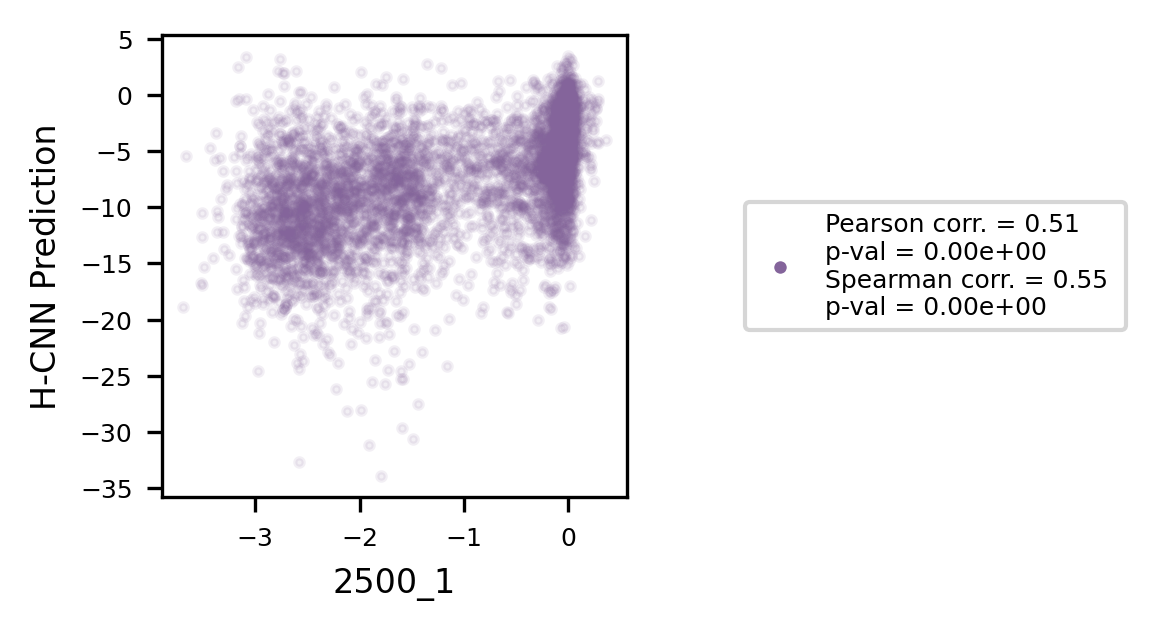 5
0
−5
−10
−15
−20
−25
−30
−35
H-CNN Prediction
−3
−2
−1
0
2500_1
Pearson corr. = 0.51
p-val = 0.00e+00
Spearman corr. = 0.55
p-val = 0.00e+00